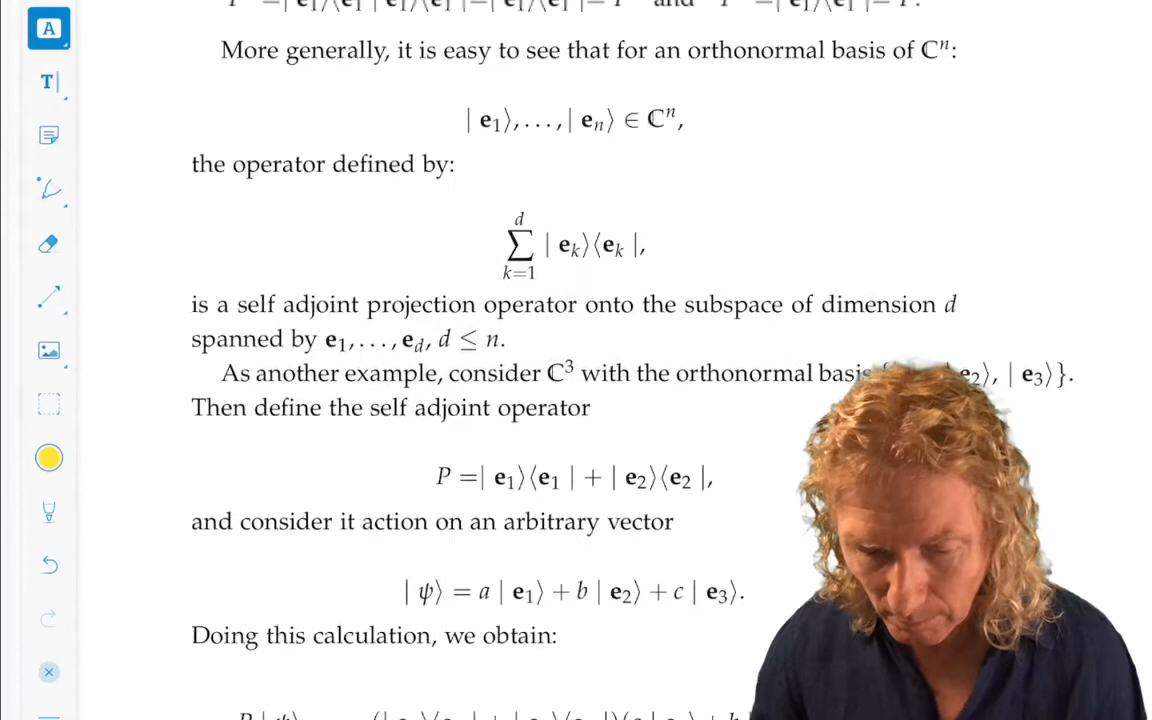 More generally, it is easy to see that for an orthonormal basis of ℂⁿ:
| e₁⟩, . . . , | eₙ⟩ ∈ ℂⁿ,
the operator defined by:
d
∑ | eₖ⟩⟨eₖ |,
k=1
is a self adjoint projection operator onto the subspace of dimension d
spanned by e₁, . . . , e_d, d ≤ n.
As another example, consider ℂ³ with the orthonormal basis e₂⟩, | e₃⟩}.
Then define the self adjoint operator
P =| e₁⟩⟨e₁ | + | e₂⟩⟨e₂ |,
and consider it action on an arbitrary vector
| ψ⟩ = a | e₁⟩ + b | e₂⟩ + c | e₃⟩.
Doing this calculation, we obtain: